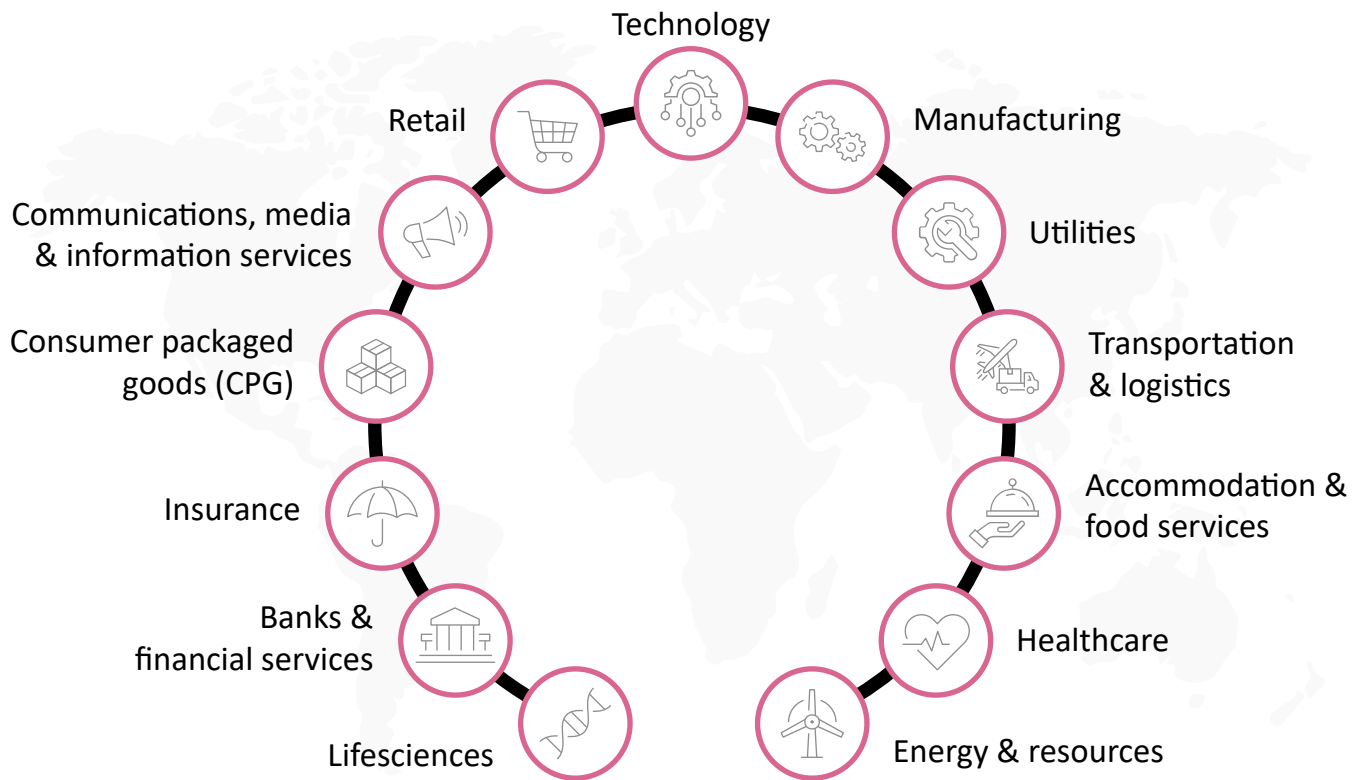 Technology
Retail
Manufacturing
Communications, media
& information services
Utilities
Consumer packaged
goods (CPG)
Transportation
& logistics
Insurance
Accommodation &
food services
Banks &
financial services
Healthcare
Lifesciences
Energy & resources